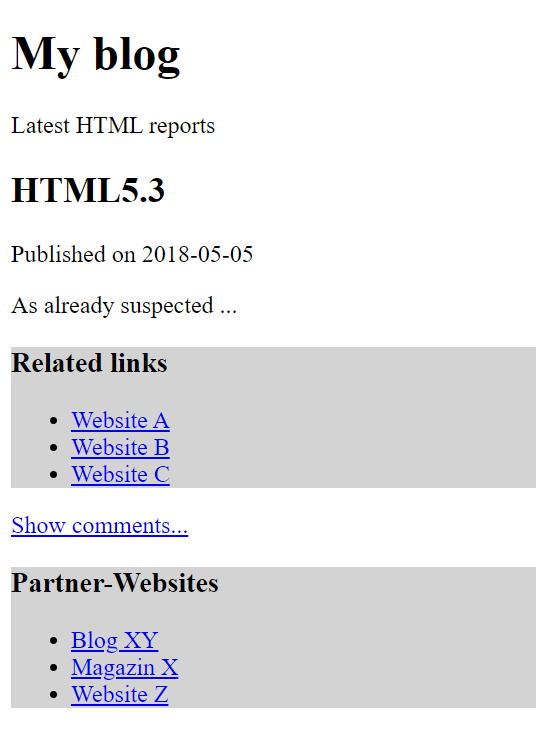 My blog
Latest HTML reports
HTML5.3
Published on 2018-05-05
As already suspected ...
Related links
Website A
Website B
Website C
Show comments...
Partner-Websites
Blog XY
Magazin X
Website Z